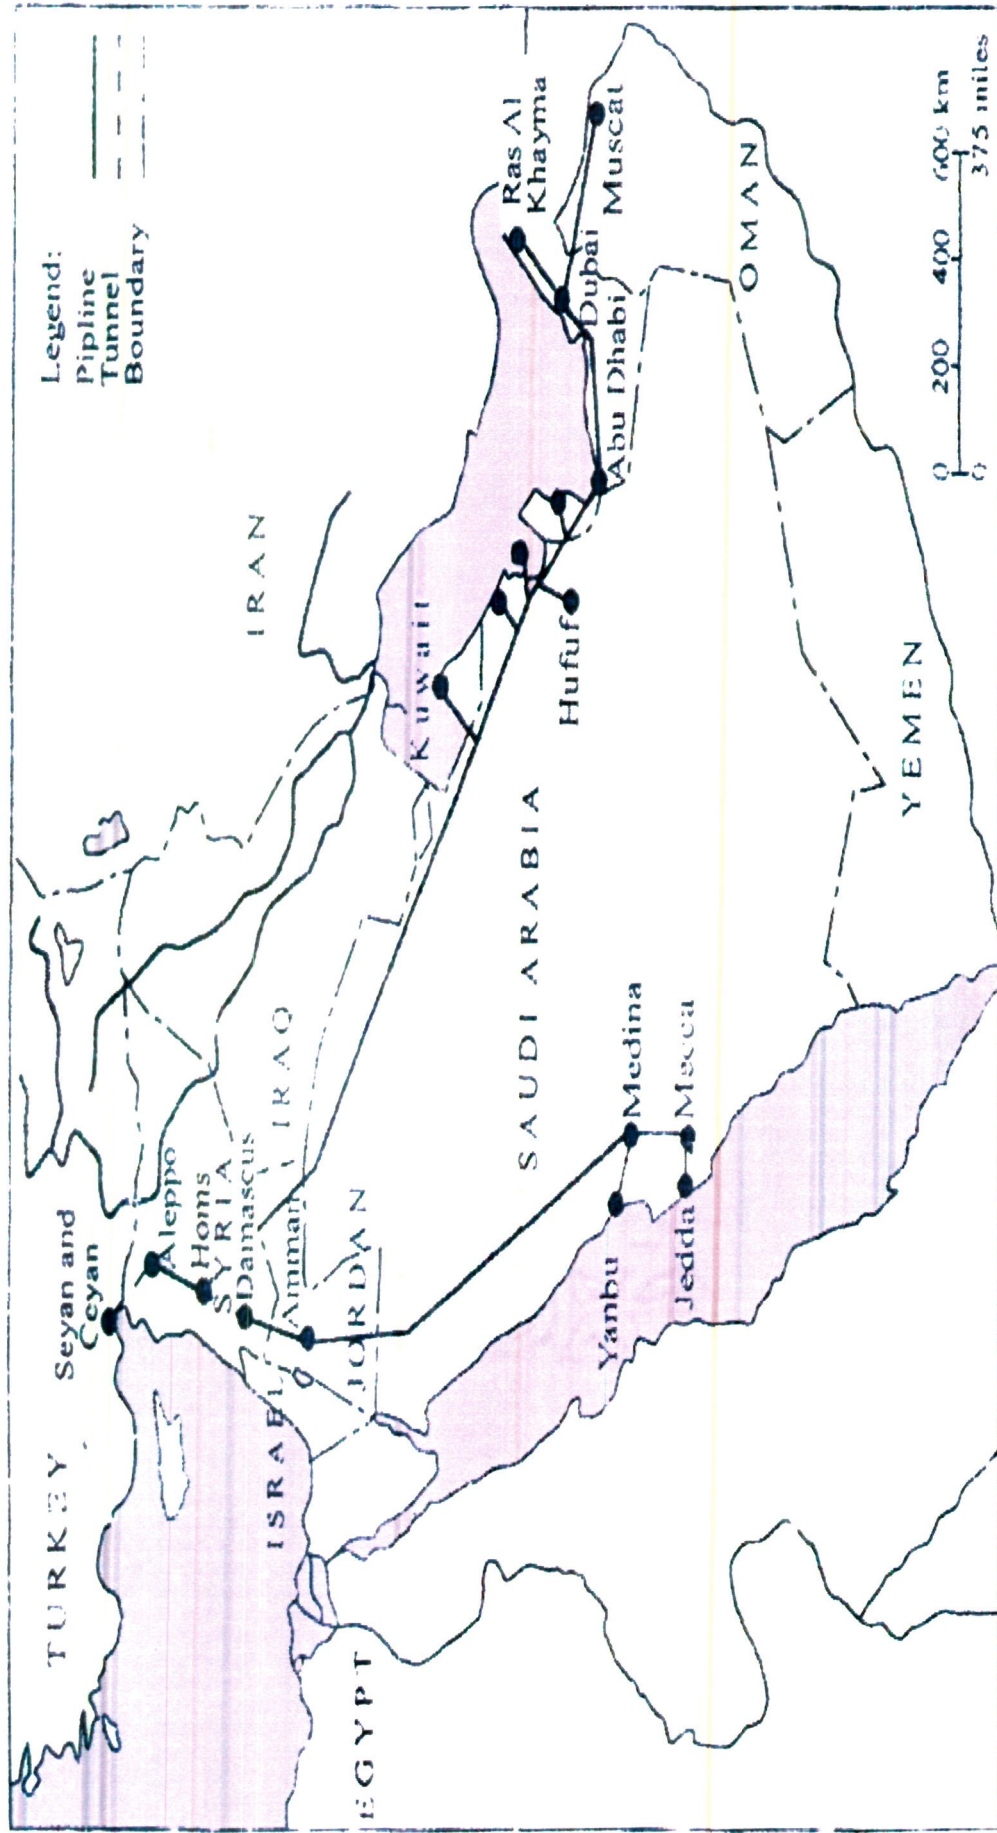 Legend:
Pipline
Tunnel
Boundary
TURKEY
Seyan and
Ceyan
Aleppo
Homs
SYRIA
Damascus
Amman
ISRAEL
JORDAN
IRAQ
IRAN
EGYPT
Kuwait
Hufuf
Ras Al
Khayma
Dubai
Abu Dhabi
Muscat
SAUDI ARABIA
Medina
Mecca
Yanbu
Jedda
OMAN
YEMEN
0 200 400 600 km
0 375 miles